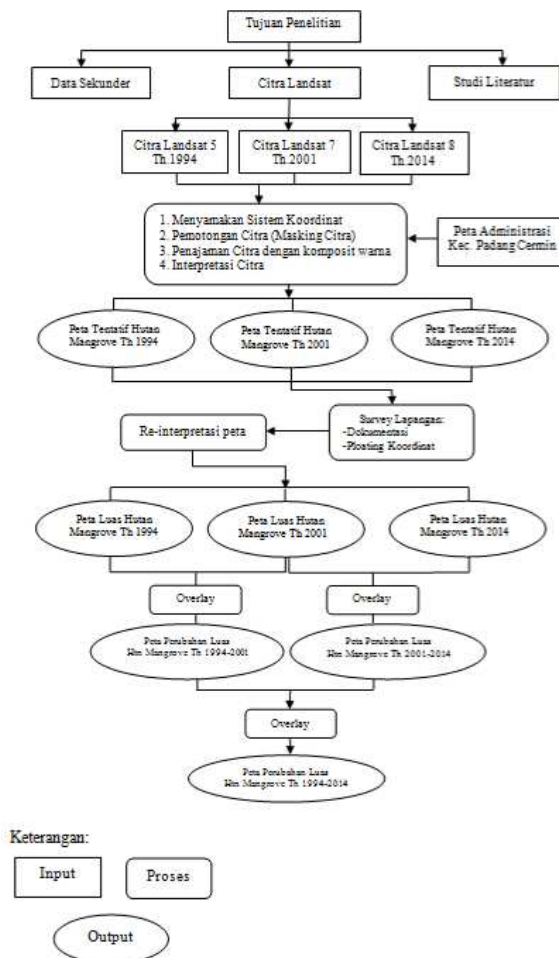 Tujuan Penelitian
Data Sekunder
Citra Landsat
Studi Literatur
Citra Landsat 5
Th.1994
Citra Landsat 7
Th.2001
Citra Landsat 8
Th.2014
1. Menyamakan Sistem Koordinat
2. Pemotongan Citra (Masking Citra)
3. Penajaman Citra dengan komposit warna
4. Interpretasi Citra
Peta Administrasi
Kec. Padang Cermin
Peta Tentatif Hutan
Mangrove Th 1994
Peta Tentatif Hutan
Mangrove Th 2001
Peta Tentatif Hutan
Mangrove Th 2014
Survey Lapangan:
-Dokumentasi
-Ploating Koordinat
Re-interpretasi peta
Peta Luas Hutan
Mangrove Th 1994
Peta Luas Hutan
Mangrove Th 2001
Peta Luas Hutan
Mangrove Th 2014
Overlay
Overlay
Peta Perubahan Luas
Htn Mangrove Th 1994-2001
Peta Perubahan Luas
Htn Mangrove Th 2001-2014
Overlay
Peta Perubahan Luas
Htn Mangrove Th 1994-2014
Keterangan:
Input
Proses
Output